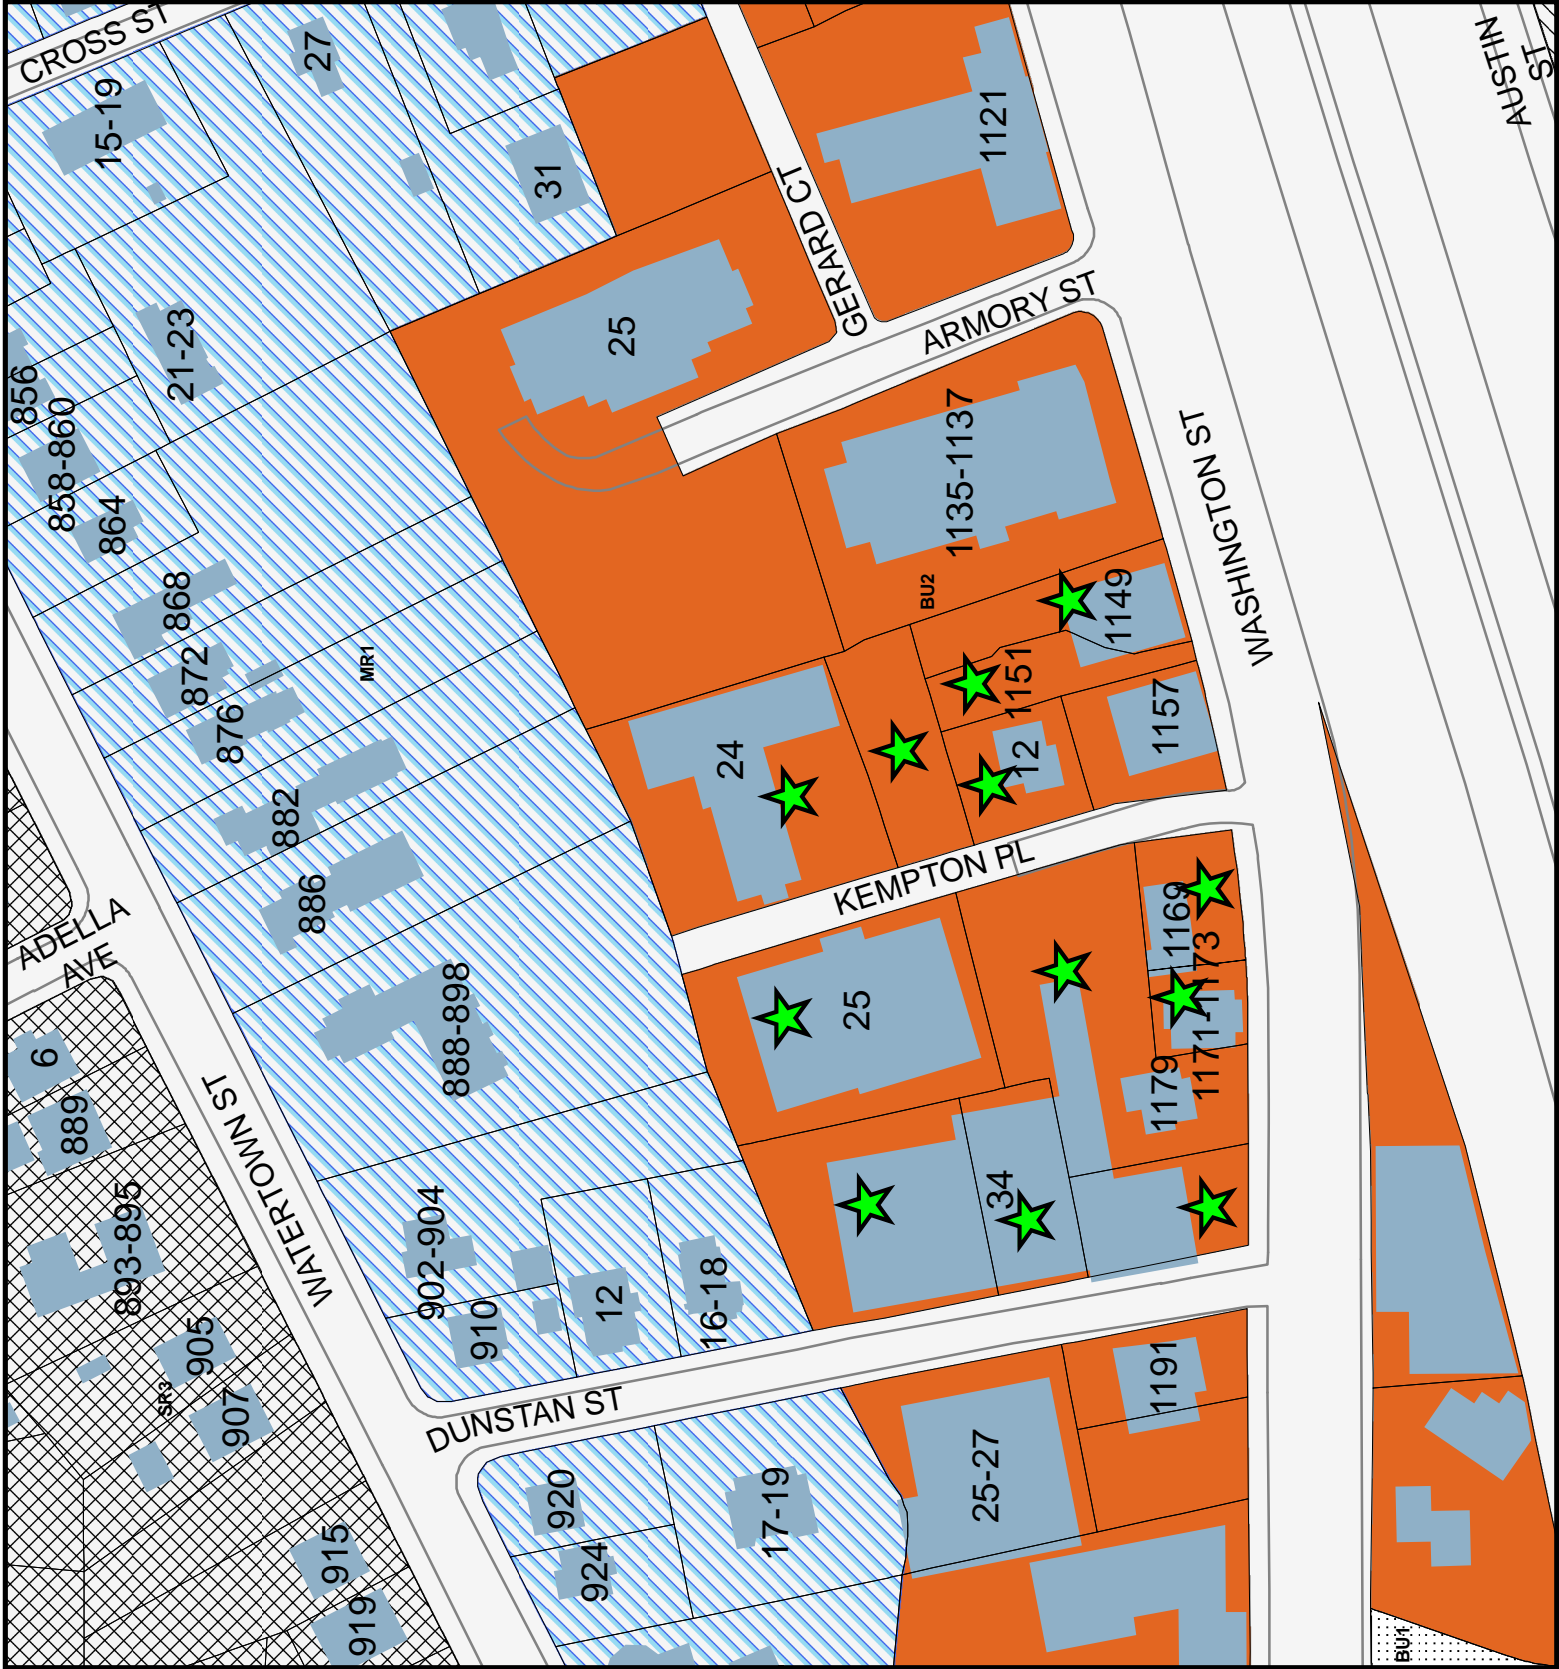 CROSS ST
15-19
27
31
1121
AUSTIN
ST
GERARD CT
ARMORY ST
25
21-23
856
858-860
864
868
872
876
882
886
888-898
MR1
1135-1137
BU2
WASHINGTON ST
1149
1151
1157
12
24
KEMPTON PL
ADELLA
AVE
6
889
893-895
905
907
SR3
915
919
WATERTOWN ST
902-904
910
12
16-18
25
34
1169
1171-1173
1179
DUNSTAN ST
920
924
17-19
25-27
1191
BU1